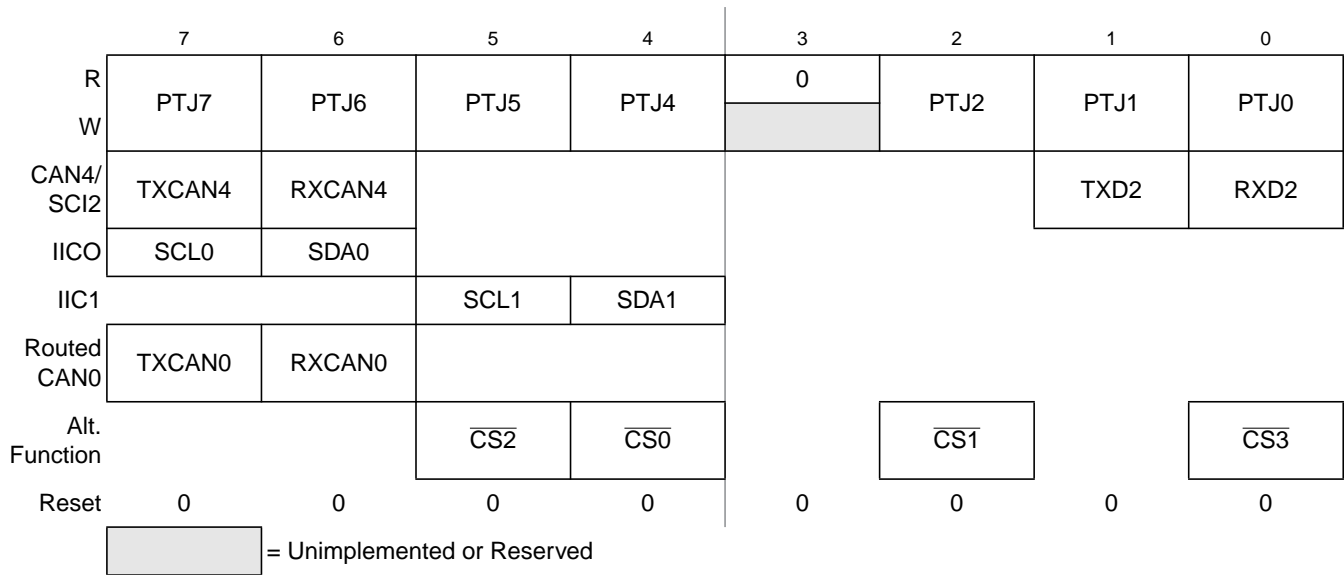 7 6 5 4 3 2 1 0
R 0
PTJ7 PTJ6 PTJ5 PTJ4 PTJ2 PTJ1 PTJ0
W
CAN4/
SCI2 TXCAN4 RXCAN4 TXD2 RXD2
IICO SCL0 SDA0
IIC1 SCL1 SDA1
Routed
CAN0 TXCAN0 RXCAN0
Alt.
Function CS2 CS0 CS1 CS3
Reset 0 0 0 0 0 0 0 0
= Unimplemented or Reserved